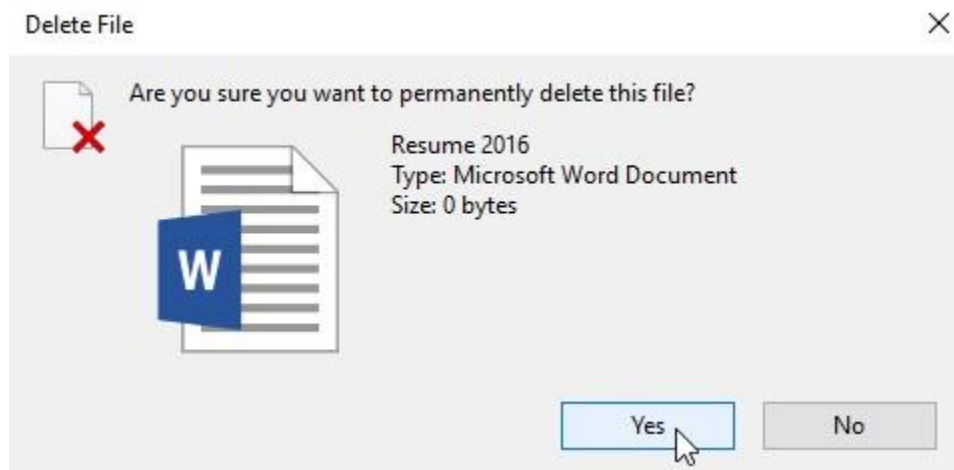 Delete File
Are you sure you want to permanently delete this file?
Resume 2016
Type: Microsoft Word Document
Size: 0 bytes
W
Yes
No